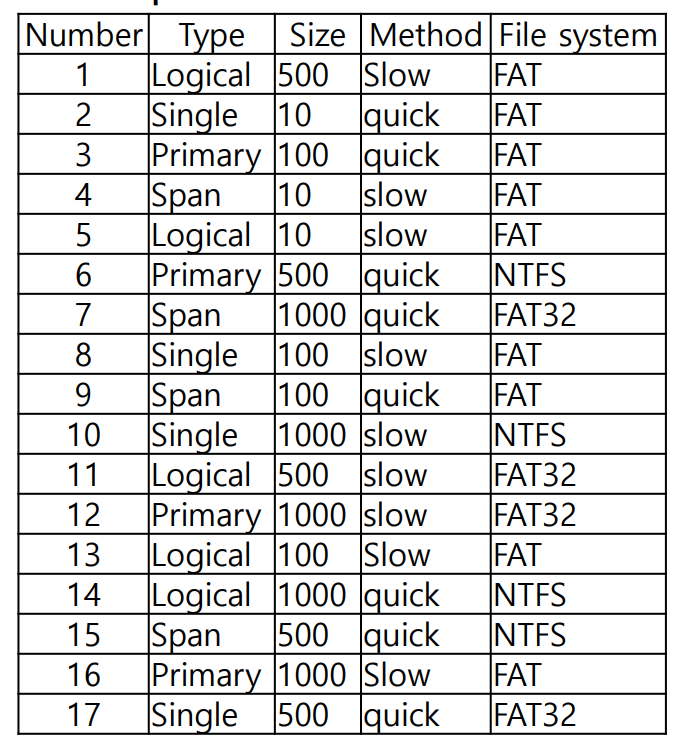 Number Type Size Method File system
1 Logical 500 Slow FAT
2 Single 10 quick FAT
3 Primary 100 quick FAT
4 Span 10 slow FAT
5 Logical 10 slow FAT
6 Primary 500 quick NTFS
7 Span 1000 quick FAT32
8 Single 100 slow FAT
9 Span 100 quick FAT
10 Single 1000 slow NTFS
11 Logical 500 slow FAT32
12 Primary 1000 slow FAT32
13 Logical 100 Slow FAT
14 Logical 1000 quick NTFS
15 Span 500 quick NTFS
16 Primary 1000 Slow FAT
17 Single 500 quick FAT32